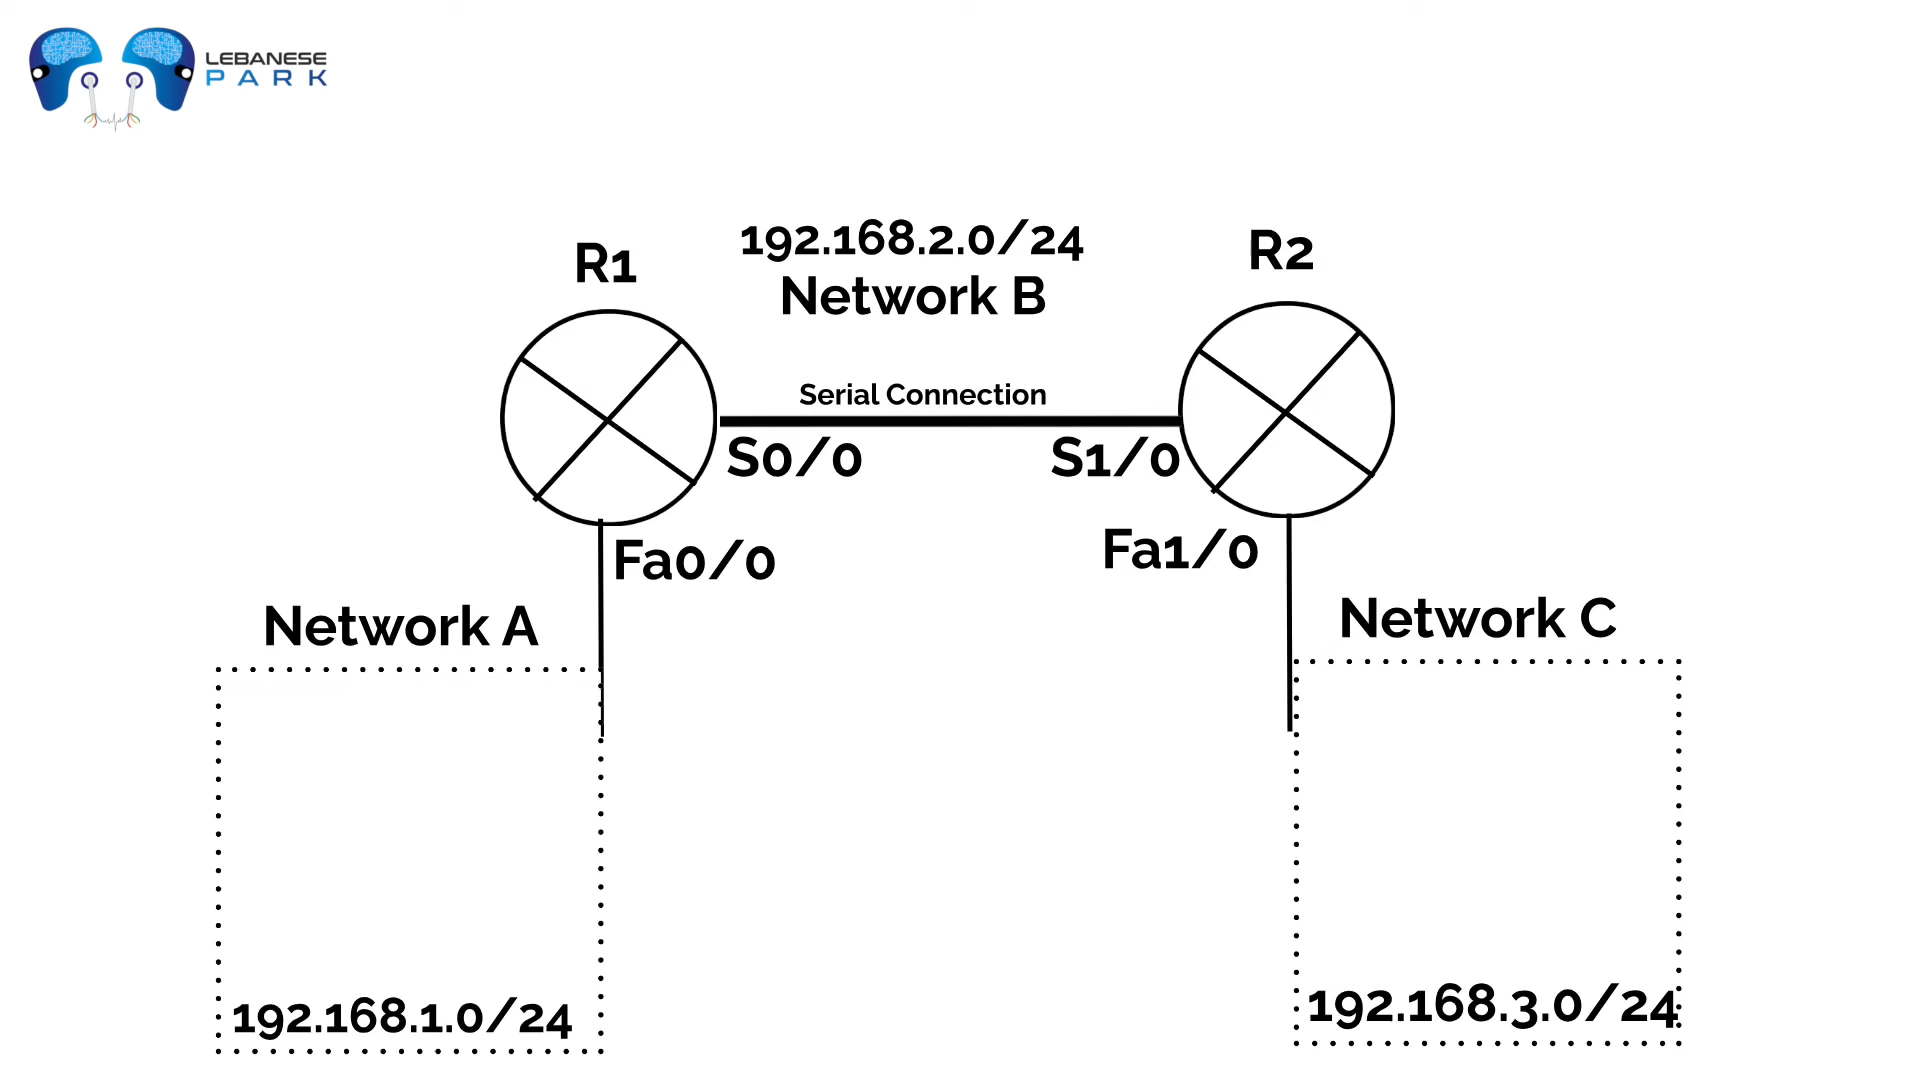 LEBANESE
PARK
192.168.2.0/24
Network B
R1
R2
Serial Connection
S0/0
S1/0
Fa0/0
Fa1/0
Network A
Network C
192.168.1.0/24
192.168.3.0/24